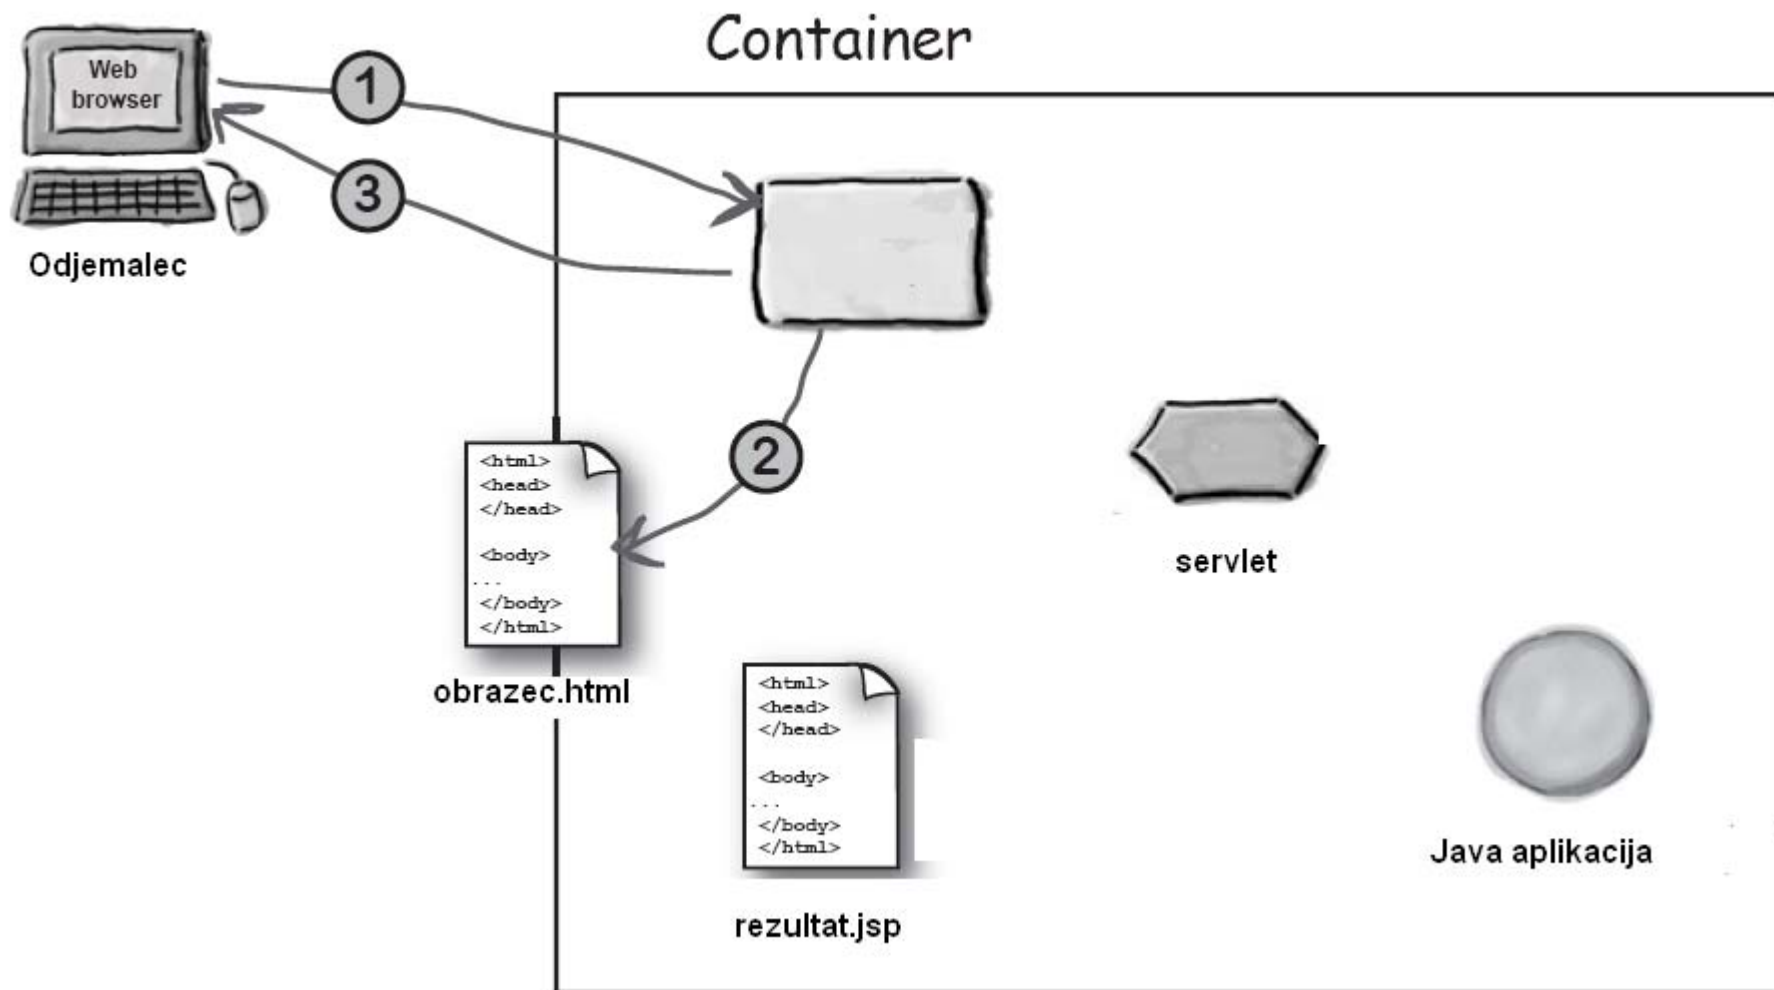 Container
Web
browser
1
3
Odjemalec
2
<html>
<head>
</head>
<body>
...
</body>
</html>
obrazec.html
servlet
<html>
<head>
</head>
<body>
...
</body>
</html>
rezultat.jsp
Java aplikacija